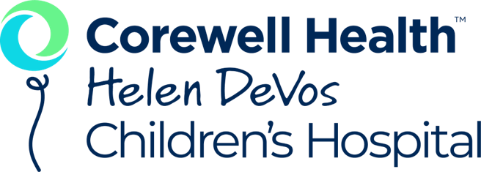 Corewell Health™
Helen DeVos
Children's Hospital